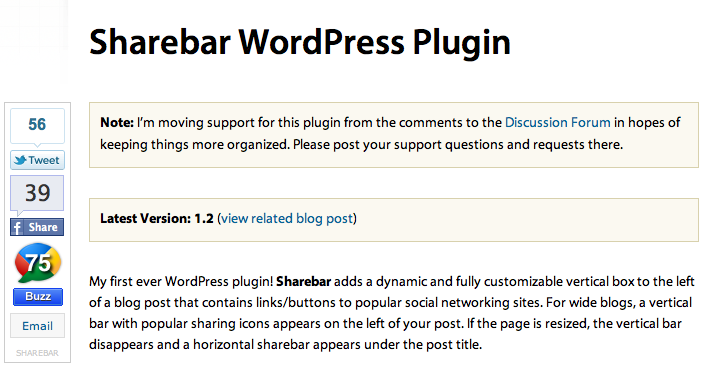 Sharebar WordPress Plugin
56
Tweet
39
Share
75
Buzz
Email
SHAREBAR
Note: I'm moving support for this plugin from the comments to the Discussion Forum in hopes of
keeping things more organized. Please post your support questions and requests there.
Latest Version: 1.2 (view related blog post)
My first ever WordPress plugin! Sharebar adds a dynamic and fully customizable vertical box to the left
of a blog post that contains links/buttons to popular social networking sites. For wide blogs, a vertical
bar with popular sharing icons appears on the left of your post. If the page is resized, the vertical bar
disappears and a horizontal sharebar appears under the post title.